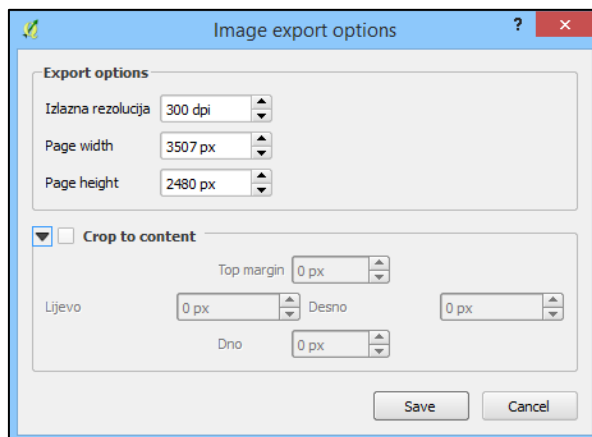 Image export options ?
Export options
Izlazna rezolucija 300 dpi
Page width 3507 px
Page height 2480 px
Crop to content
Top margin 0 px
Lijevo 0 px Desno 0 px
Dno 0 px
Save Cancel